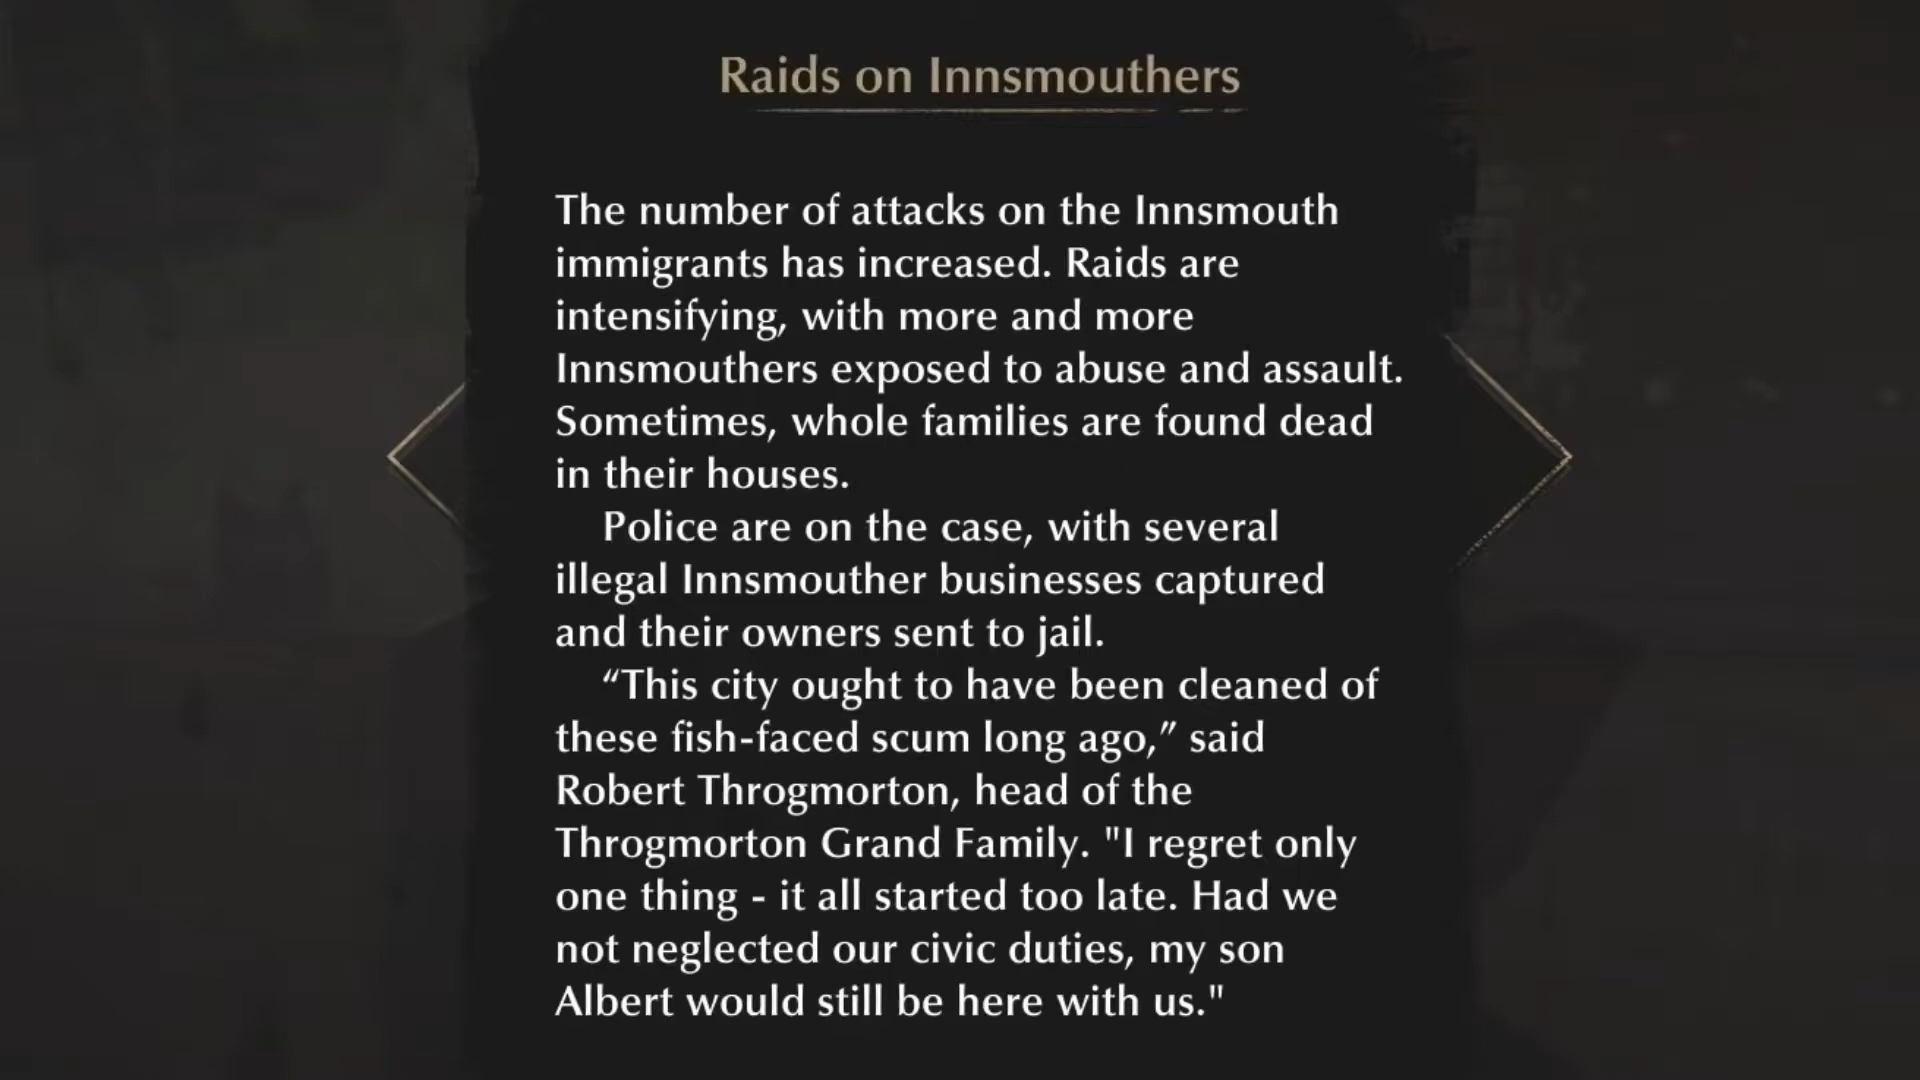 Raids on Innsmouthers
The number of attacks on the Innsmouth
immigrants has increased. Raids are
intensifying, with more and more
Innsmouthers exposed to abuse and assault.
Sometimes, whole families are found dead
in their houses.
Police are on the case, with several
illegal Innsmouther businesses captured
and their owners sent to jail.
“This city ought to have been cleaned of
these fish-faced scum long ago,” said
Robert Throgmorton, head of the
Throgmorton Grand Family. "I regret only
one thing - it all started too late. Had we
not neglected our civic duties, my son
Albert would still be here with us."